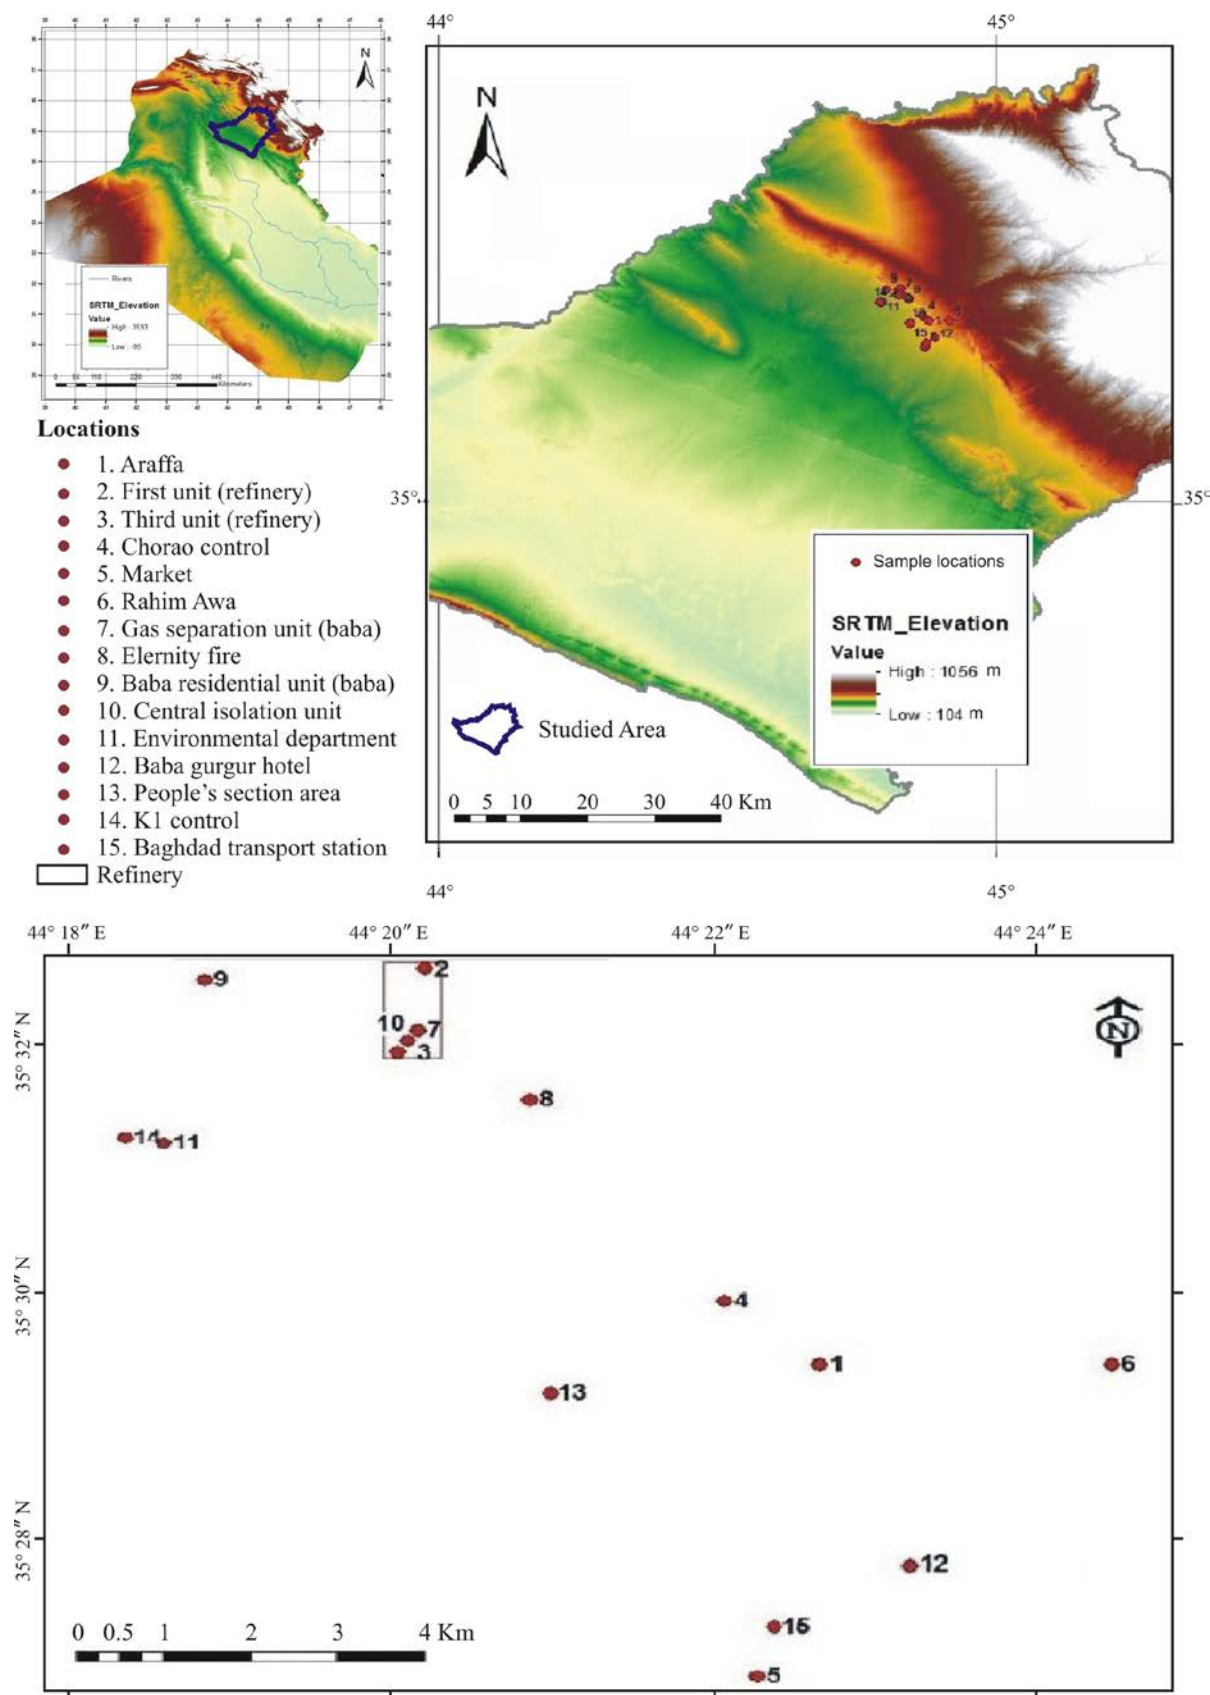 N
Rivers
SRTM_Elevation
Value
High : 3593
Low : -95
Kilometers
44°
45°
N
35°
35°
Sample locations
SRTM_Elevation
Value
High : 1056 m
Low : 104 m
Studied Area
0 5 10 20 30 40 Km
44°
45°
Locations
1. Araffa
2. First unit (refinery)
3. Third unit (refinery)
4. Chorao control
5. Market
6. Rahim Awa
7. Gas separation unit (baba)
8. Elernity fire
9. Baba residential unit (baba)
10. Central isolation unit
11. Environmental department
12. Baba gurgur hotel
13. People's section area
14. K1 control
15. Baghdad transport station
Refinery
44° 18″ E
44° 20″ E
44° 22″ E
44° 24″ E
35° 32″ N
35° 30″ N
35° 28″ N
N
9
2
10
7
3
8
14
11
4
1
6
13
12
15
5
0 0.5 1 2 3 4 Km